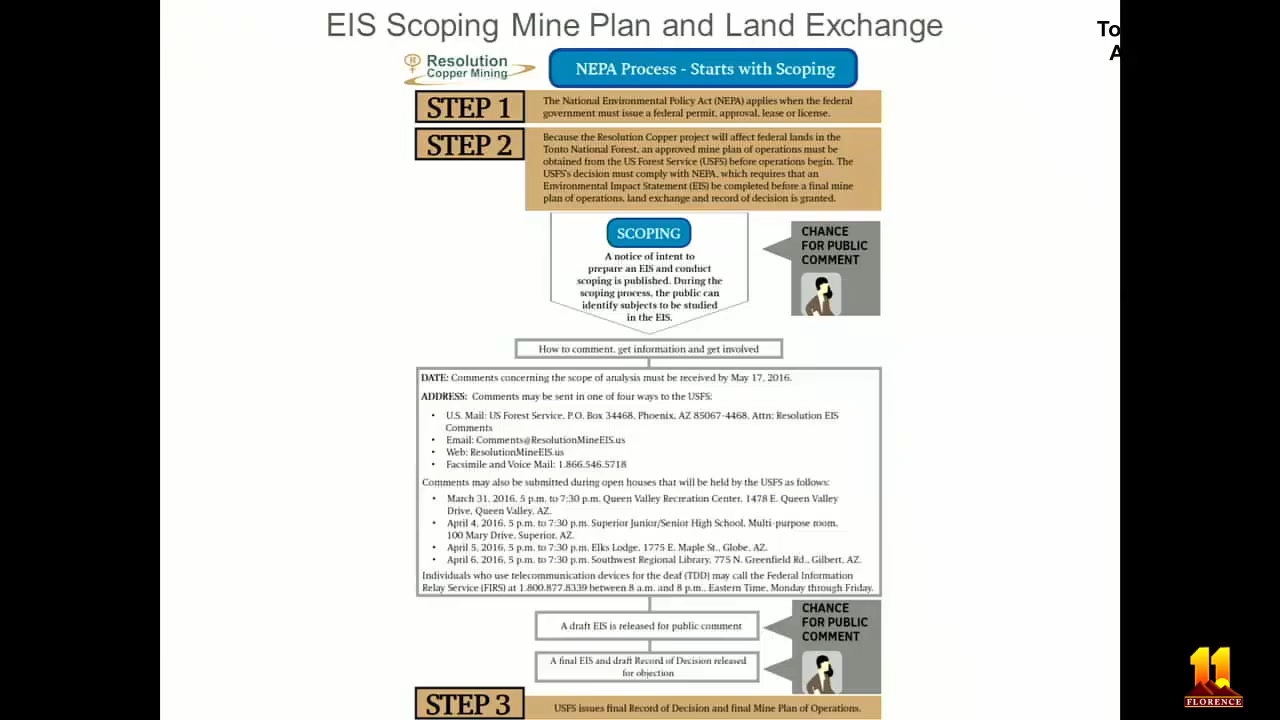 EIS Scoping Mine Plan and Land Exchange
To
A
Resolution
Copper Mining
NEPA Process - Starts with Scoping
STEP 1
The National Environmental Policy Act (NEPA) applies when the federal
government must issue a federal permit, approval, lease or license.
STEP 2
Because the Resolution Copper project will affect federal lands in the
Tonto National Forest, an approved mine plan of operations must be
obtained from the US Forest Service (USFS) before operations begin. The
USFS's decision must comply with NEPA, which requires that an
Environmental Impact Statement (EIS) be completed before a final mine
plan of operations, land exchange and record of decision is granted.
SCOPING
A notice of intent to
prepare an EIS and conduct
scoping is published. During the
scoping process, the public can
identify subjects to be studied
in the EIS.
CHANCE
FOR PUBLIC
COMMENT
How to comment, get information and get involved
DATE: Comments concerning the scope of analysis must be received by May 17, 2016.
ADDRESS: Comments may be sent in one of four ways to the USFS:
• U.S. Mail: US Forest Service, P.O. Box 34468, Phoenix, AZ 85067-4468, Attn: Resolution EIS
Comments
• Email: Comments@ResolutionMineEIS.us
• Web: ResolutionMineEIS.us
• Facsimile and Voice Mail: 1.866.546.5718
Comments may also be submitted during open houses that will be held by the USFS as follows:
• March 31, 2016, 5 p.m. to 7:30 p.m. Queen Valley Recreation Center, 1478 E. Queen Valley
Drive, Queen Valley, AZ.
• April 4, 2016, 5 p.m. to 7:30 p.m. Superior Junior/Senior High School, Multi-purpose room,
100 Mary Drive, Superior, AZ.
• April 5, 2016, 5 p.m. to 7:30 p.m. Elks Lodge, 1775 E. Maple St., Globe, AZ.
• April 6, 2016, 5 p.m. to 7:30 p.m. Southwest Regional Library, 775 N. Greenfield Rd., Gilbert, AZ.
Individuals who use telecommunication devices for the deaf (TDD) may call the Federal Information
Relay Service (FIRS) at 1.800.877.8339 between 8 a.m. and 8 p.m., Eastern Time, Monday through Friday.
A draft EIS is released for public comment
CHANCE
FOR PUBLIC
COMMENT
A final EIS and draft Record of Decision released
for objection
STEP 3
USFS issues final Record of Decision and final Mine Plan of Operations.
11
FLORENCE